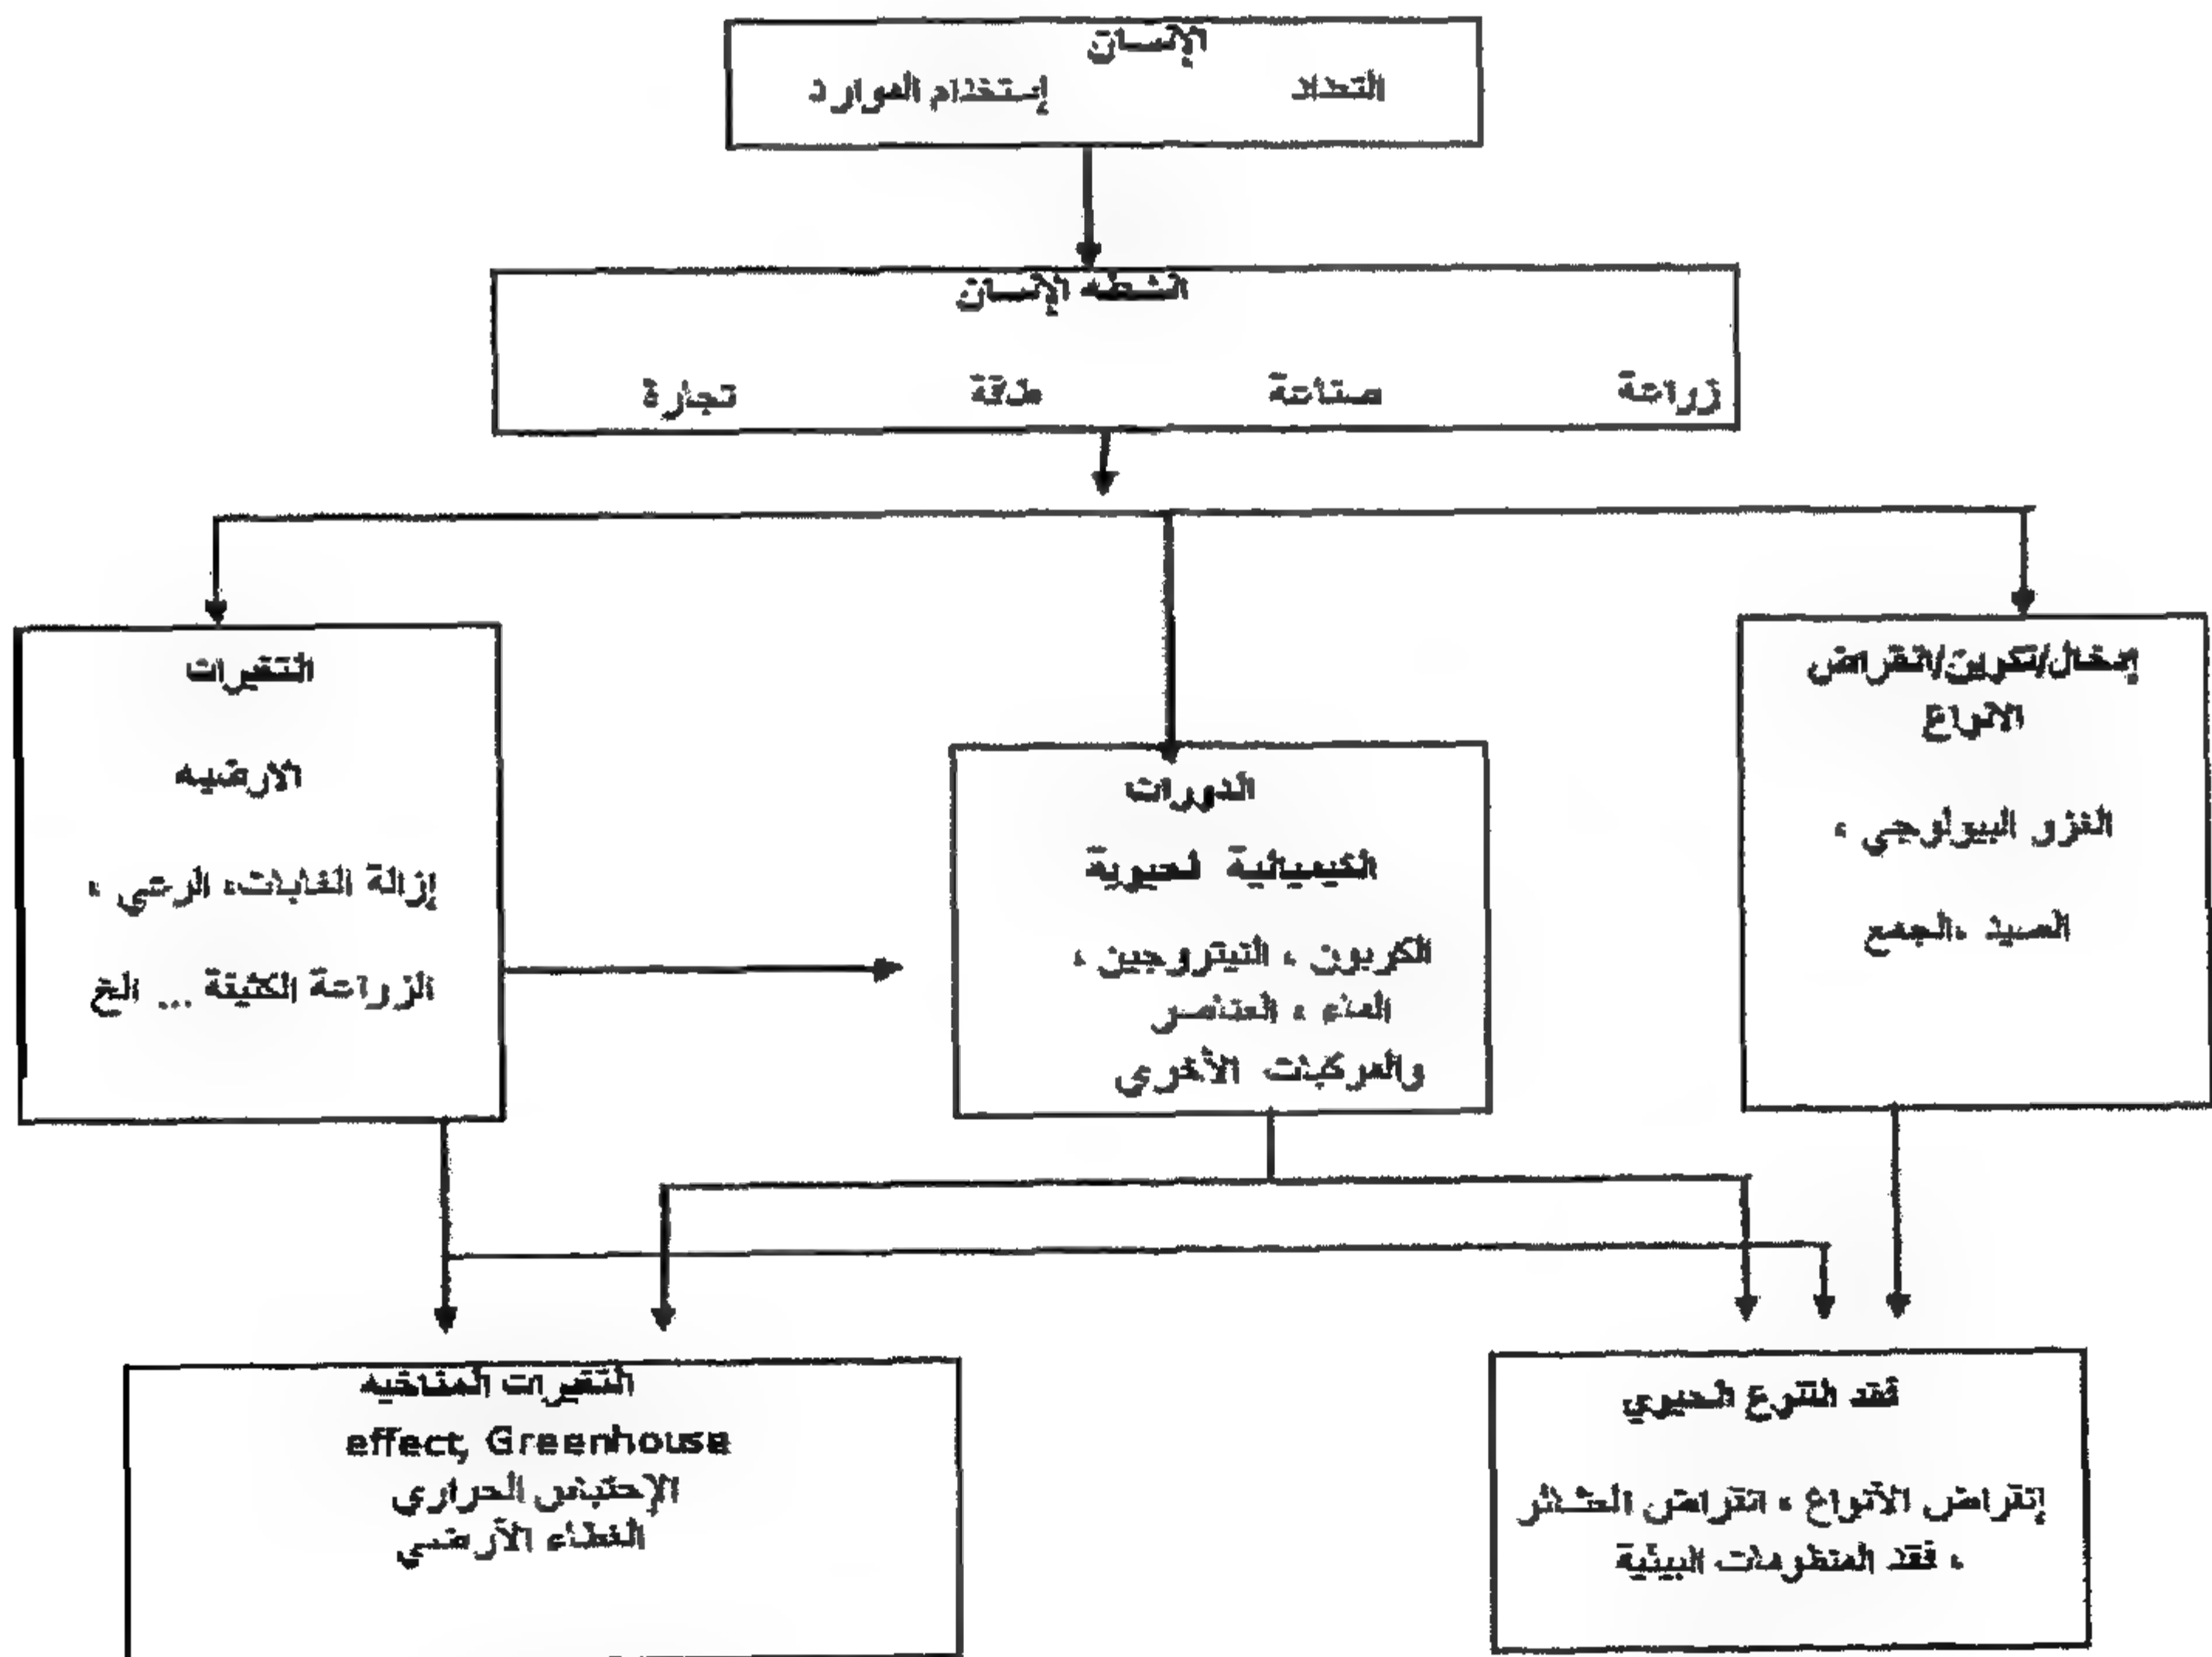 الإنسان
التعداد إستخدام الموارد
انشطه الإنسان
زراعة صناعة طاقة تجارة
إدخال/تكوين/انقراض
الانواع
الغزو البيولوجي ،
الصيد ،الجمع
الدورات
الكيميائية الحيوية
الكربون ، النيتروجين ،
الماء ، العناصر
والمركبات الأخرى
التغيرات
الارضيه
إزالة الغابات، الرعي ،
الزراعة الكثيفة ... الخ
فقد التنوع الحيوي
إنقراض الأنواع ، انقراض العشائر
، فقد المنظومات البيئية
التغيرات المناخيه
effect, Greenhouse
الإحتباس الحراري
الغطاء الأرضي